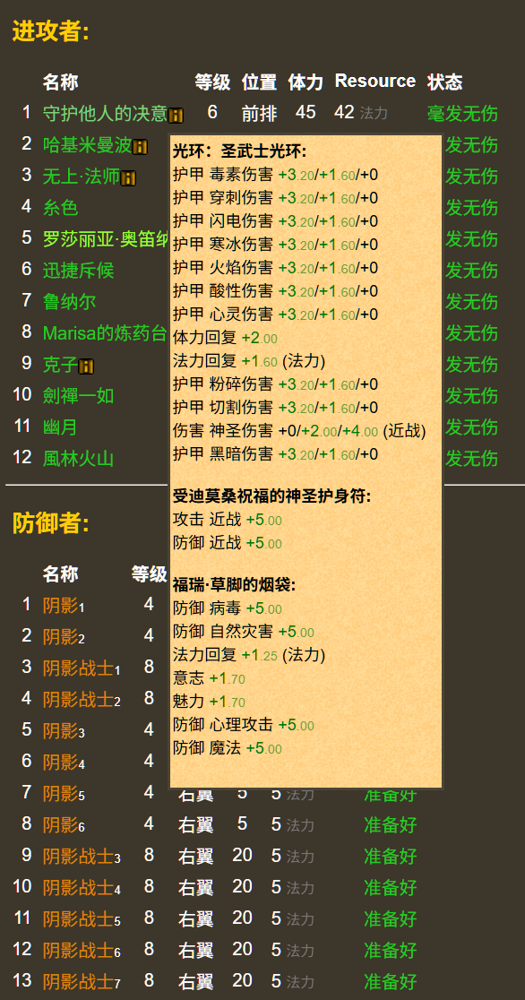 进攻者:
名称 等级 位置 体力 Resource 状态
1 守护他人的决意 6 前排 45 42 法力 毫发无伤
2 哈基米曼波 发无伤
3 无上·法师 发无伤
4 糸色 发无伤
5 罗莎丽亚·奥笛纳 发无伤
6 迅捷斥候 发无伤
7 鲁纳尔 发无伤
8 Marisa的炼药台 发无伤
9 克子 发无伤
10 劍禪一如 发无伤
11 幽月 发无伤
12 風林火山 发无伤
光环：圣武士光环:
护甲 毒素伤害 +3.20/+1.60/+0
护甲 穿刺伤害 +3.20/+1.60/+0
护甲 闪电伤害 +3.20/+1.60/+0
护甲 寒冰伤害 +3.20/+1.60/+0
护甲 火焰伤害 +3.20/+1.60/+0
护甲 酸性伤害 +3.20/+1.60/+0
护甲 心灵伤害 +3.20/+1.60/+0
体力回复 +2.00
法力回复 +1.60 (法力)
护甲 粉碎伤害 +3.20/+1.60/+0
护甲 切割伤害 +3.20/+1.60/+0
伤害 神圣伤害 +0/+2.00/+4.00 (近战)
护甲 黑暗伤害 +3.20/+1.60/+0
受迪莫桑祝福的神圣护身符:
攻击 近战 +5.00
防御 近战 +5.00
福瑞·草脚的烟袋:
防御 病毒 +5.00
防御 自然灾害 +5.00
法力回复 +1.25 (法力)
意志 +1.70
魅力 +1.70
防御 心理攻击 +5.00
防御 魔法 +5.00
防御者:
名称 等级
1 阴影1 4
2 阴影2 4
3 阴影战士1 8
4 阴影战士2 8
5 阴影3 4
6 阴影4 4
7 阴影5 4 右翼 5 5 法力 准备好
8 阴影6 4 右翼 5 5 法力 准备好
9 阴影战士3 8 右翼 20 5 法力 准备好
10 阴影战士4 8 右翼 20 5 法力 准备好
11 阴影战士5 8 右翼 20 5 法力 准备好
12 阴影战士6 8 右翼 20 5 法力 准备好
13 阴影战士7 8 右翼 20 5 法力 准备好